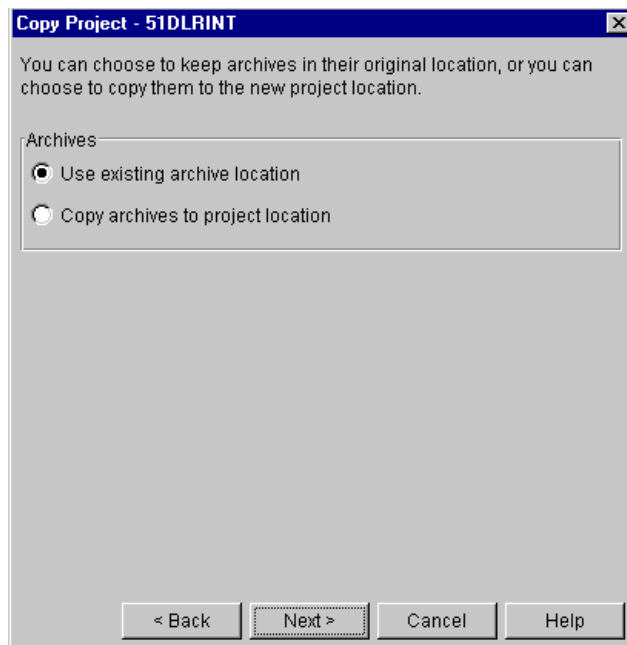 Copy Project - 51DLRINT
You can choose to keep archives in their original location, or you can
choose to copy them to the new project location.
Archives
Use existing archive location
Copy archives to project location
< Back Next > Cancel Help